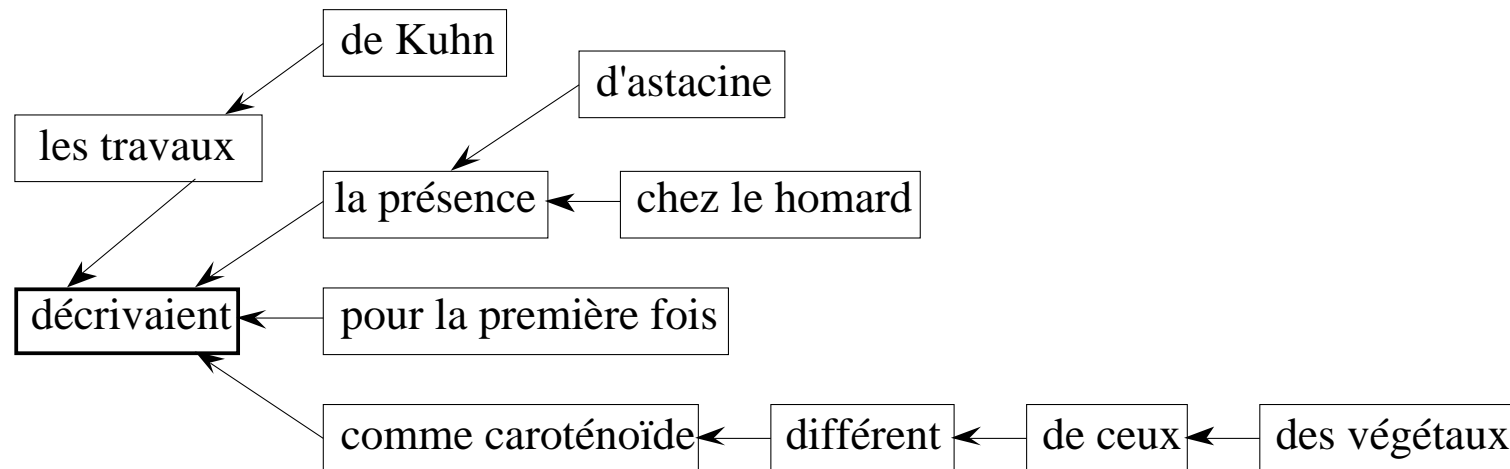 de Kuhn
d'astacine
les travaux
la présence
chez le homard
décrivaient
pour la première fois
comme caroténoïde
différent
de ceux
des végétaux